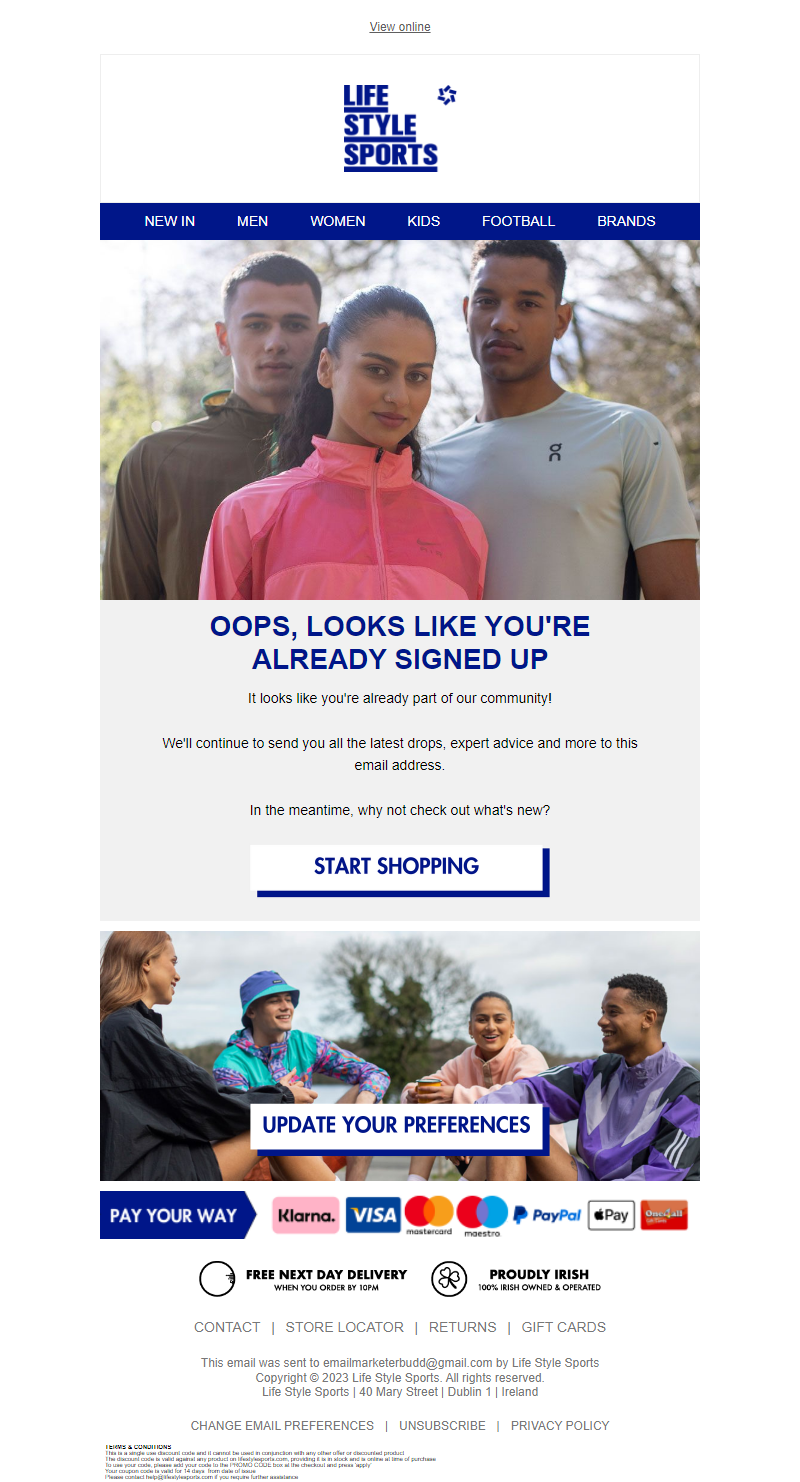 View online
LIFE
STYLE
SPORTS
NEW IN MEN WOMEN KIDS FOOTBALL BRANDS
OOPS, LOOKS LIKE YOU'RE
ALREADY SIGNED UP
It looks like you're already part of our community!
We'll continue to send you all the latest drops, expert advice and more to this
email address.
In the meantime, why not check out what's new?
START SHOPPING
UPDATE YOUR PREFERENCES
PAY YOUR WAY Klarna. VISA mastercard maestro PayPal Pay One4all
FREE NEXT DAY DELIVERY
WHEN YOU ORDER BY 10PM
PROUDLY IRISH
100% IRISH OWNED & OPERATED
CONTACT | STORE LOCATOR | RETURNS | GIFT CARDS
This email was sent to emailmarketerbudd@gmail.com by Life Style Sports
Copyright © 2023 Life Style Sports. All rights reserved.
Life Style Sports | 40 Mary Street | Dublin 1 | Ireland
CHANGE EMAIL PREFERENCES | UNSUBSCRIBE | PRIVACY POLICY
TERMS & CONDITIONS
This is a single use discount code and it cannot be used in conjunction with any other offer or discounted product
The discount code is valid against any product on lifestylesports.com, providing it is in stock and is online at time of purchase
To use your code, please add your code to the PROMO CODE box at the checkout and press 'apply'
Your coupon code is valid for 14 days from date of issue
Please contact help@lifestylesports.com if you require further assistance